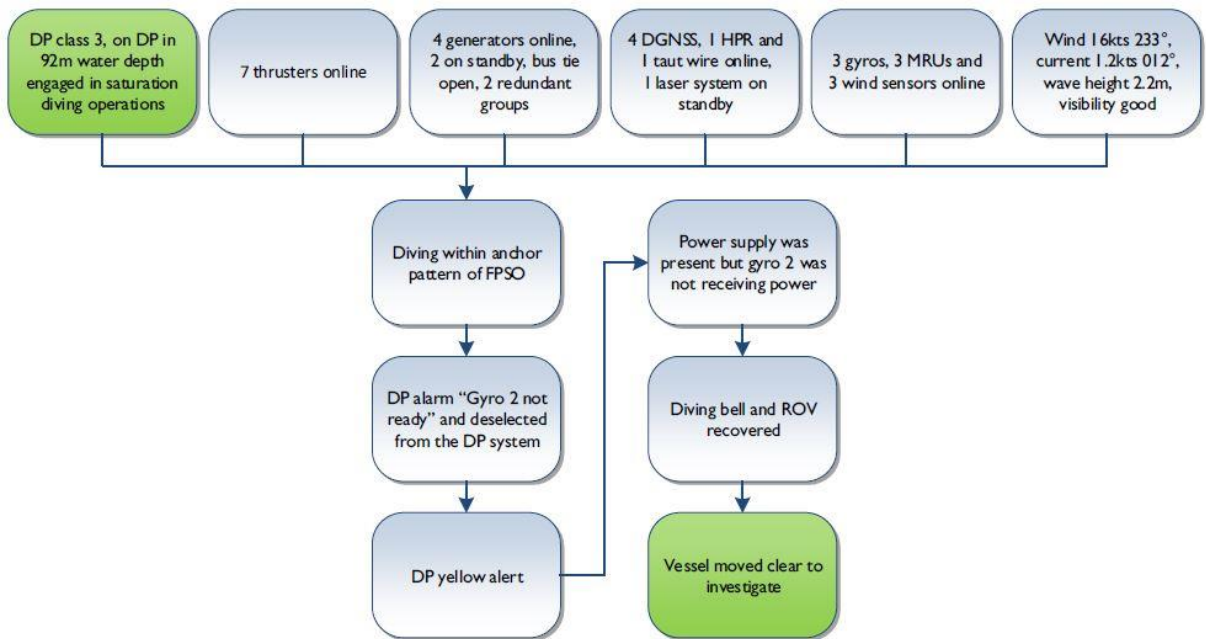 DP class 3, on DP in
92m water depth
engaged in saturation
diving operations
7 thrusters online
4 generators online,
2 on standby, bus tie
open, 2 redundant
groups
4 DGNSS, 1 HPR and
1 taut wire online,
1 laser system on
standby
3 gyros, 3 MRUs and
3 wind sensors online
Wind 16kts 233°,
current 1.2kts 012°,
wave height 2.2m,
visibility good
Diving within anchor
pattern of FPSO
DP alarm “Gyro 2 not
ready” and deselected
from the DP system
DP yellow alert
Power supply was
present but gyro 2 was
not receiving power
Diving bell and ROV
recovered
Vessel moved clear to
investigate